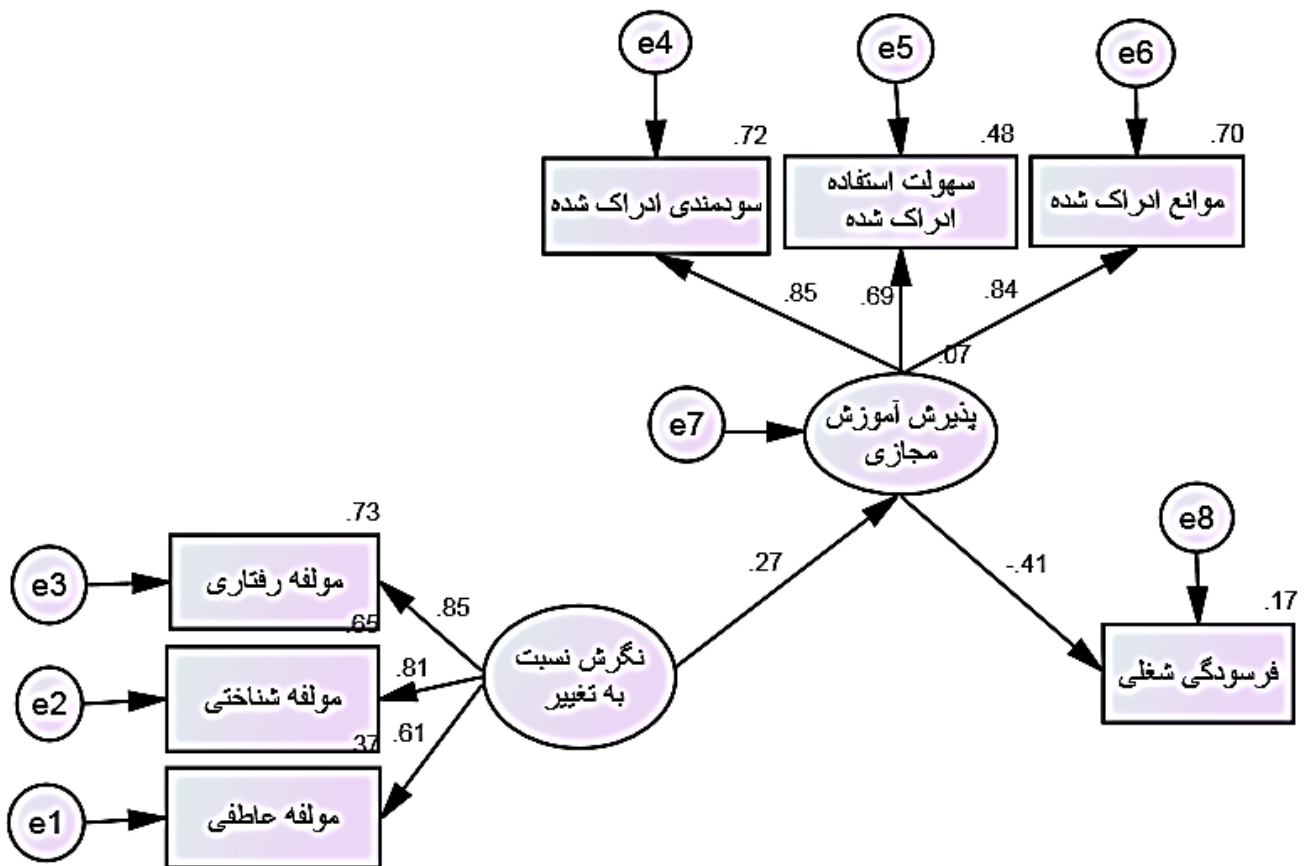 e4
e5
e6
.72
.48
.70
سودمندی ادراک شده
سهولت استفاده
ادراک شده
موانع ادراک شده
.85
.69
.84
.07
e7
پذیرش آموزش
مجازی
e8
.73
.27
-.41
.17
e3
مولفه رفتاری
.85
.65
نگرش نسبت
به تغییر
فرسودگی شغلی
e2
مولفه شناختی
.81
.37
.61
e1
مولفه عاطفی